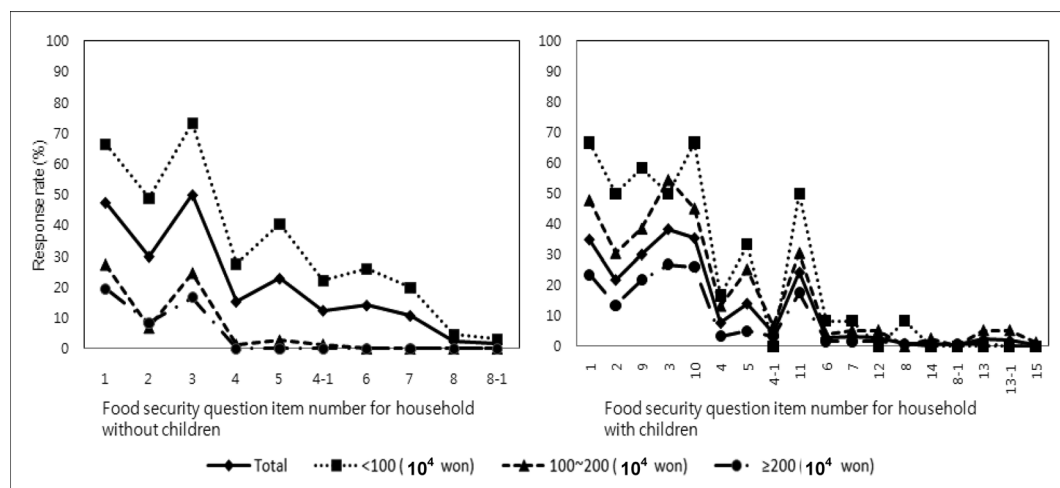 Response rate (%)
100
90
80
70
60
50
40
30
20
10
0
1 2 3 4 5 4-1 6 7 8 8-1
Food security question item number for household
without children
100
90
80
70
60
50
40
30
20
10
0
1 2 9 3 10 4 5 4-1 11 6 7 12 8 14 8-1 13 13-1 15
Food security question item number for household
with children
Total <100 (10⁴ won) 100~200 (10⁴ won) ≥200 (10⁴ won)